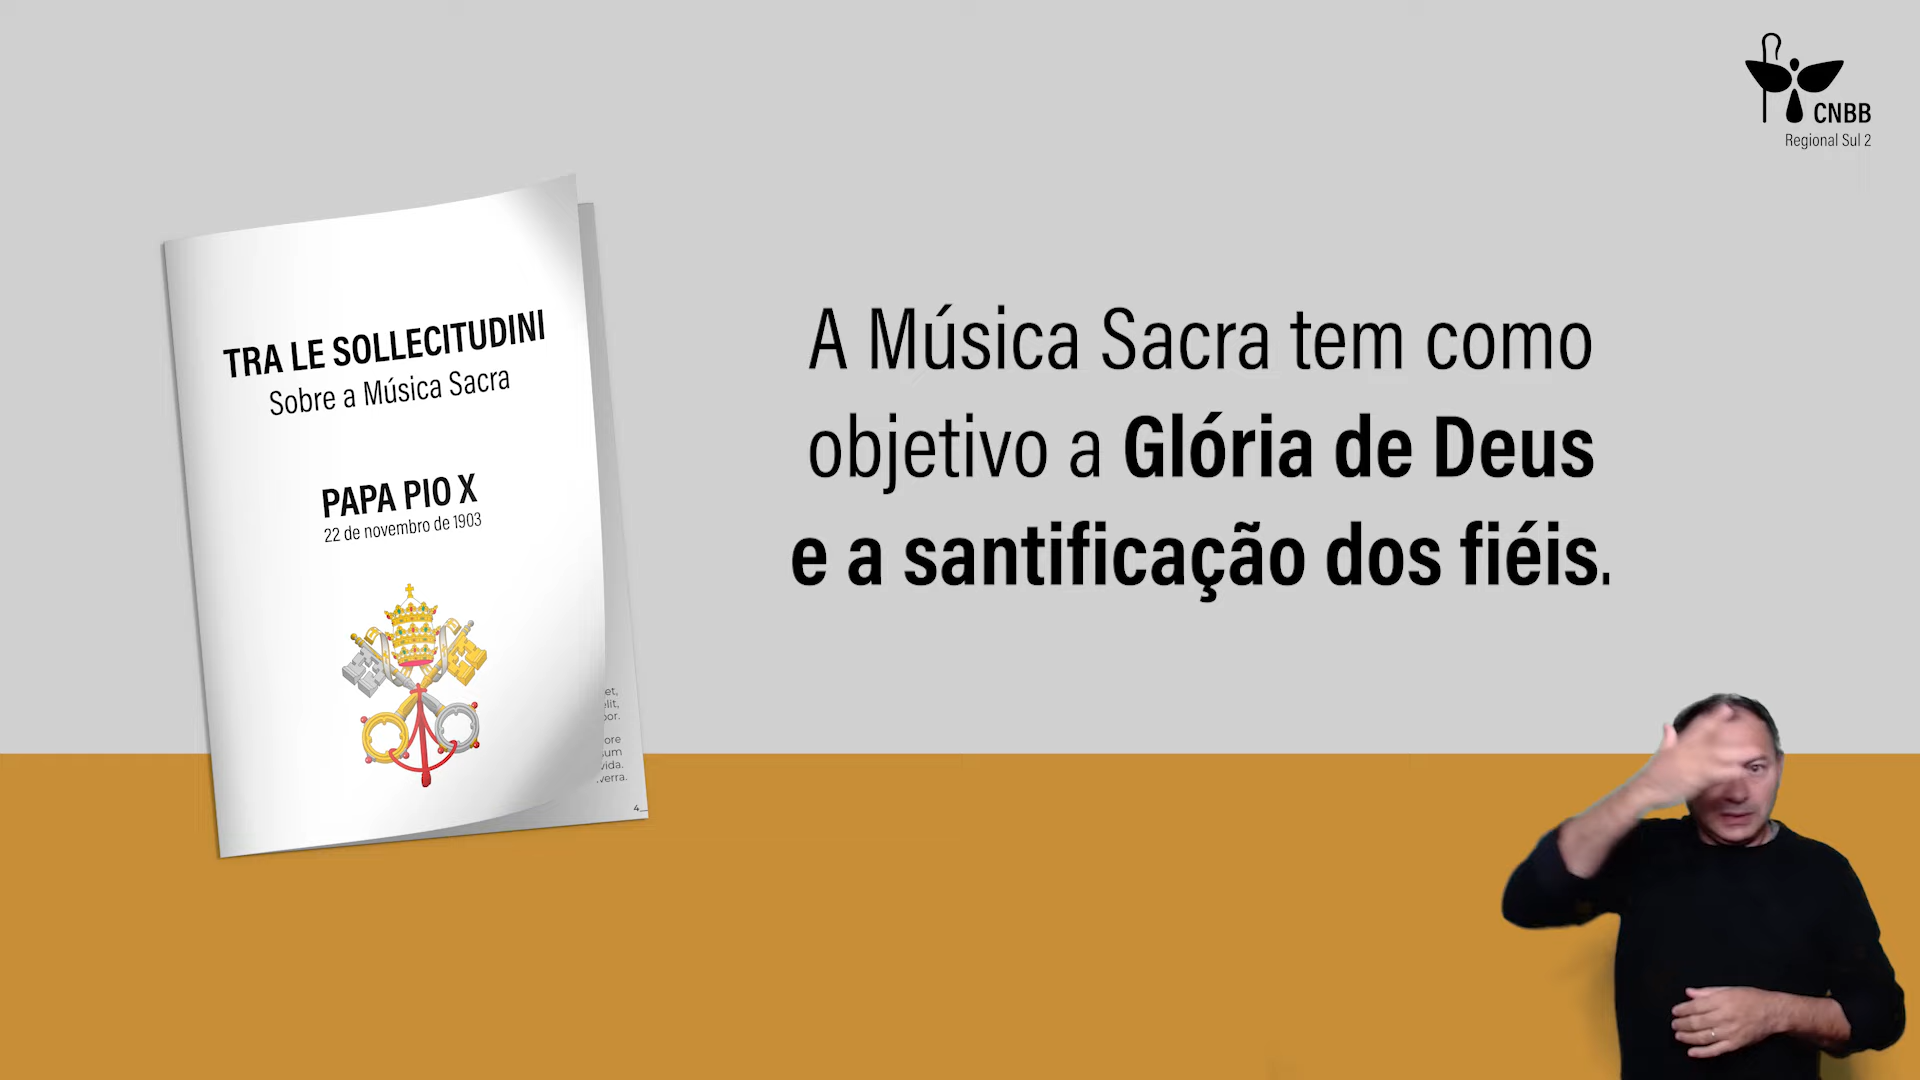 CNBB
Regional Sul 2
TRA LE SOLLECITUDINI
Sobre a Música Sacra
PAPA PIO X
22 de novembro de 1903
A Música Sacra tem como
objetivo a Glória de Deus
e a santificação dos fiéis.
4